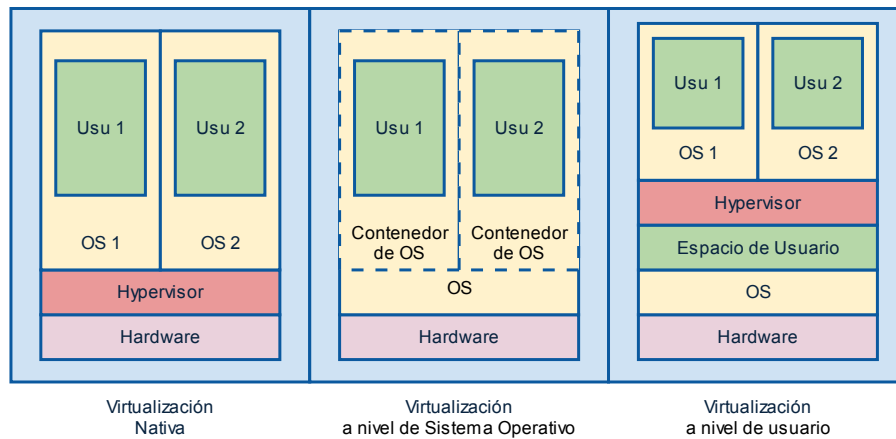 Usu 1
Usu 2
OS 1
OS 2
Hypervisor
Hardware
Virtualización
Nativa
Usu 1
Usu 2
Contenedor
de OS
Contenedor
de OS
OS
Hardware
Virtualización
a nivel de Sistema Operativo
Usu 1
Usu 2
OS 1
OS 2
Hypervisor
Espacio de Usuario
OS
Hardware
Virtualización
a nivel de usuario